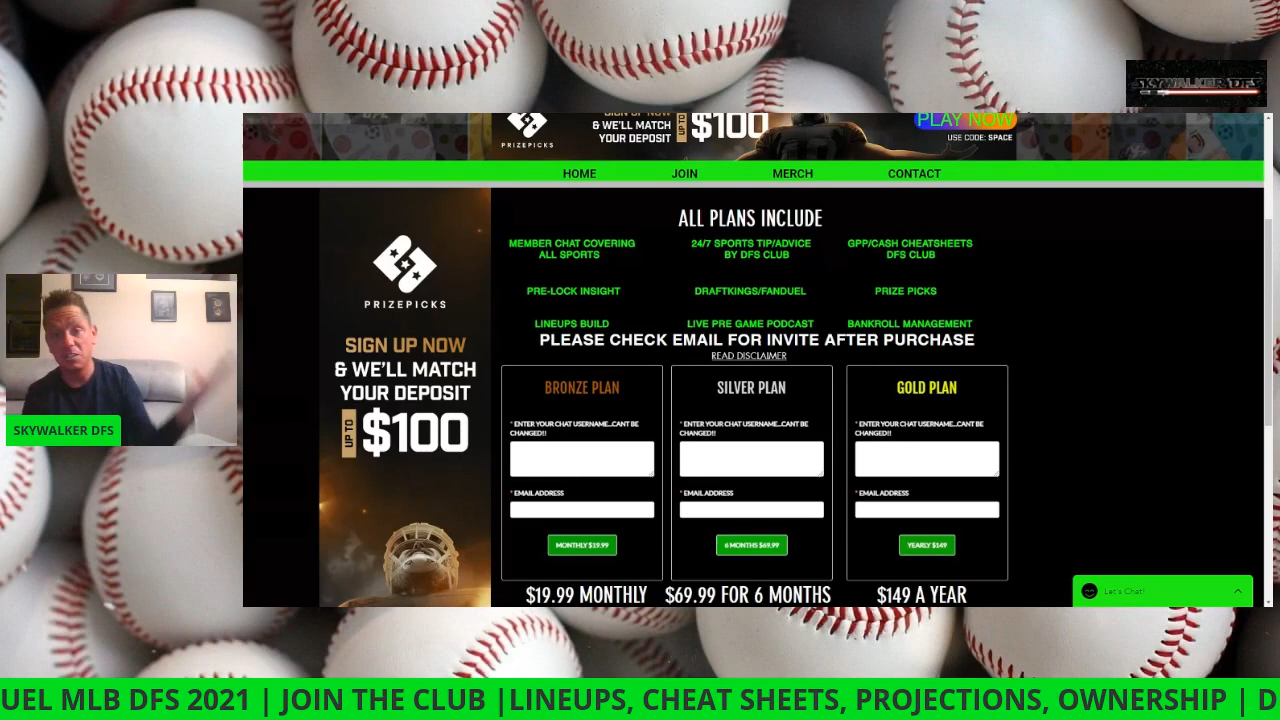 SKYWALKER DFS
& WE'LL MATCH
YOUR DEPOSIT
UP TO
$100
PRIZEPICKS
PLAY NOW
USE CODE: SPACE
HOME JOIN MERCH CONTACT
PRIZEPICKS
SIGN UP NOW
& WE'LL MATCH
YOUR DEPOSIT
UP TO
$100
ALL PLANS INCLUDE
MEMBER CHAT COVERING
ALL SPORTS
24/7 SPORTS TIP/ADVICE
BY DFS CLUB
GPP/CASH CHEATSHEETS
DFS CLUB
PRE-LOCK INSIGHT
DRAFTKINGS/FANDUEL
PRIZE PICKS
LINEUPS BUILD
LIVE PRE GAME PODCAST
BANKROLL MANAGEMENT
PLEASE CHECK EMAIL FOR INVITE AFTER PURCHASE
READ DISCLAIMER
BRONZE PLAN
* ENTER YOUR CHAT USERNAME...CANT BE
CHANGED!!
* EMAIL ADDRESS
MONTHLY $19.99
$19.99 MONTHLY
SILVER PLAN
* ENTER YOUR CHAT USERNAME...CANT BE
CHANGED!!
* EMAIL ADDRESS
6 MONTHS $69.99
$69.99 FOR 6 MONTHS
GOLD PLAN
* ENTER YOUR CHAT USERNAME...CANT BE
CHANGED!!
* EMAIL ADDRESS
YEARLY $149
$149 A YEAR
Let's Chat!
SKYWALKER DFS
UEL MLB DFS 2021 | JOIN THE CLUB |LINEUPS, CHEAT SHEETS, PROJECTIONS, OWNERSHIP | D